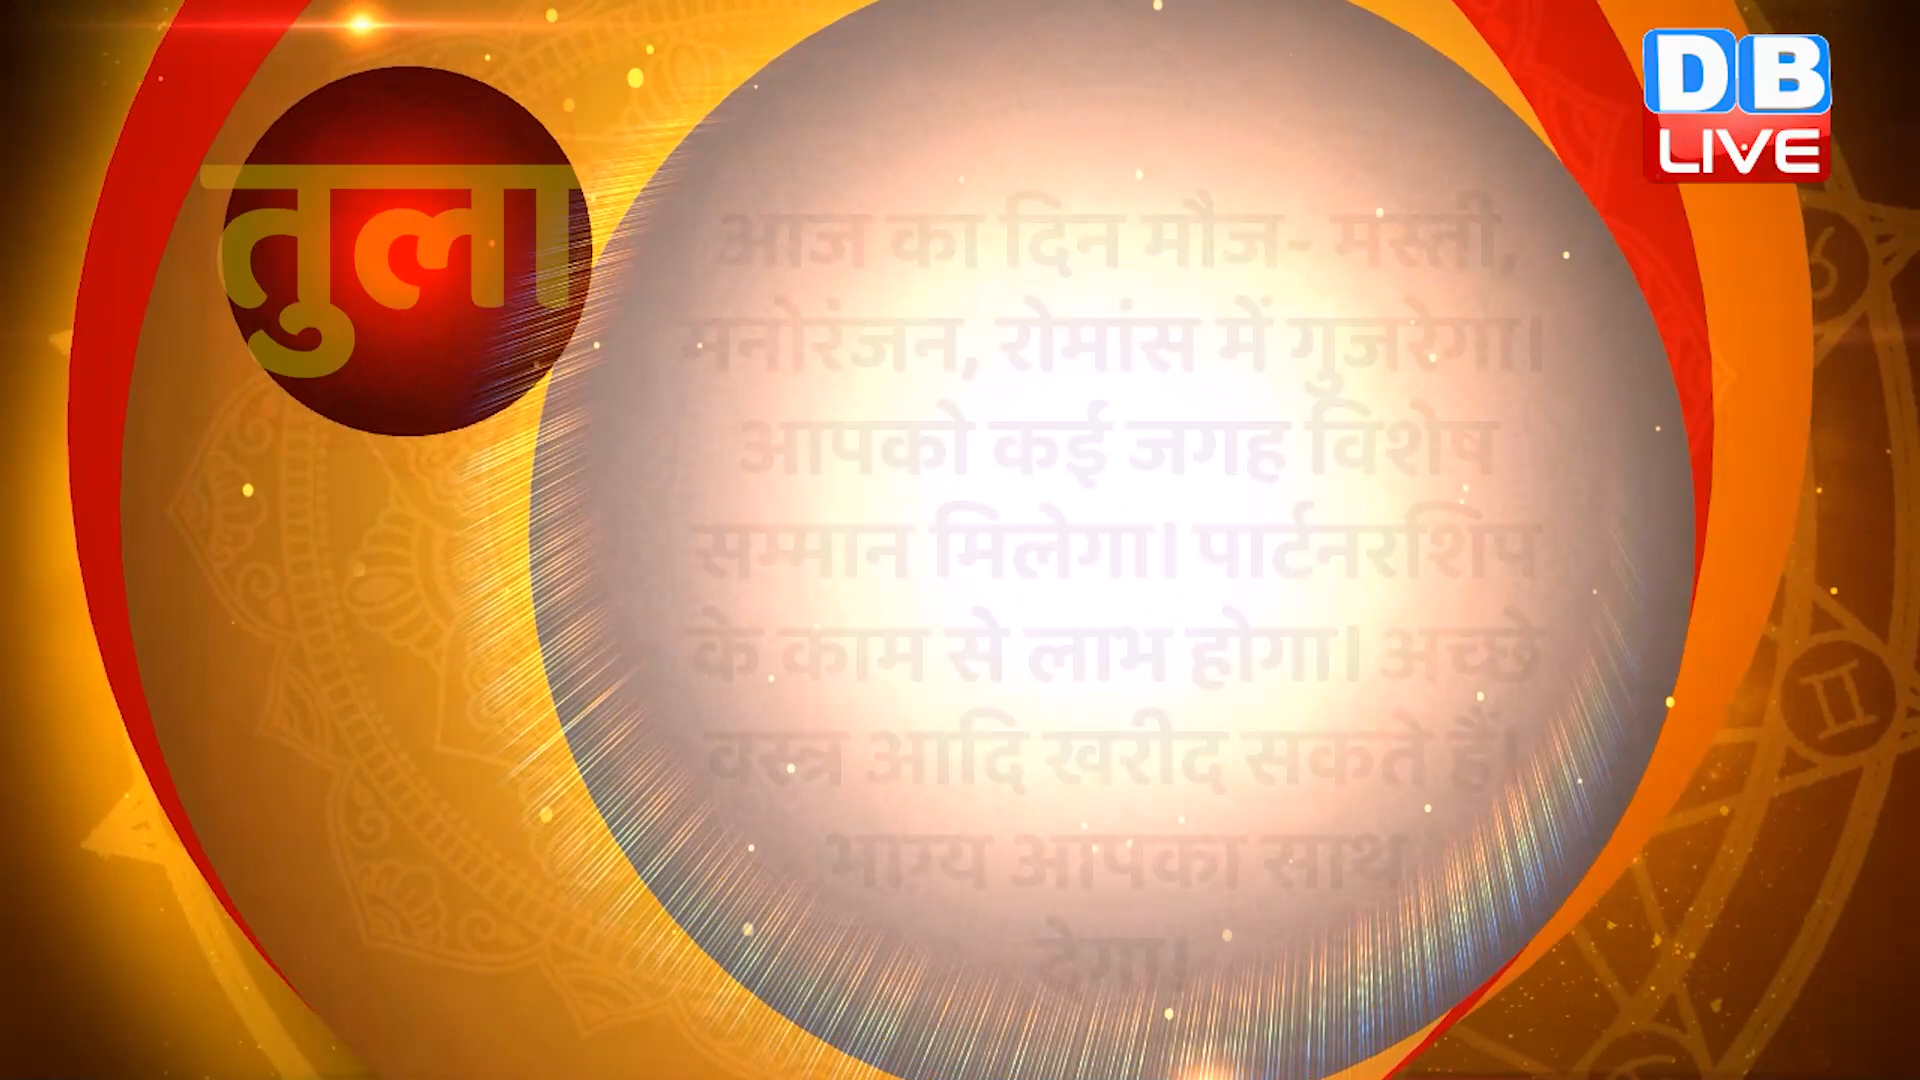 तुला
DB
LIVE
आज का दिन मौज- मस्ती,
मनोरंजन, रोमांस में गुजरेगा।
आपको कई जगह विशेष
सम्मान मिलेगा। पार्टनरशिप
के काम से लाभ होगा। अच्छे
वस्त्र आदि खरीद सकते हैं।
भाग्य आपका साथ
देगा।